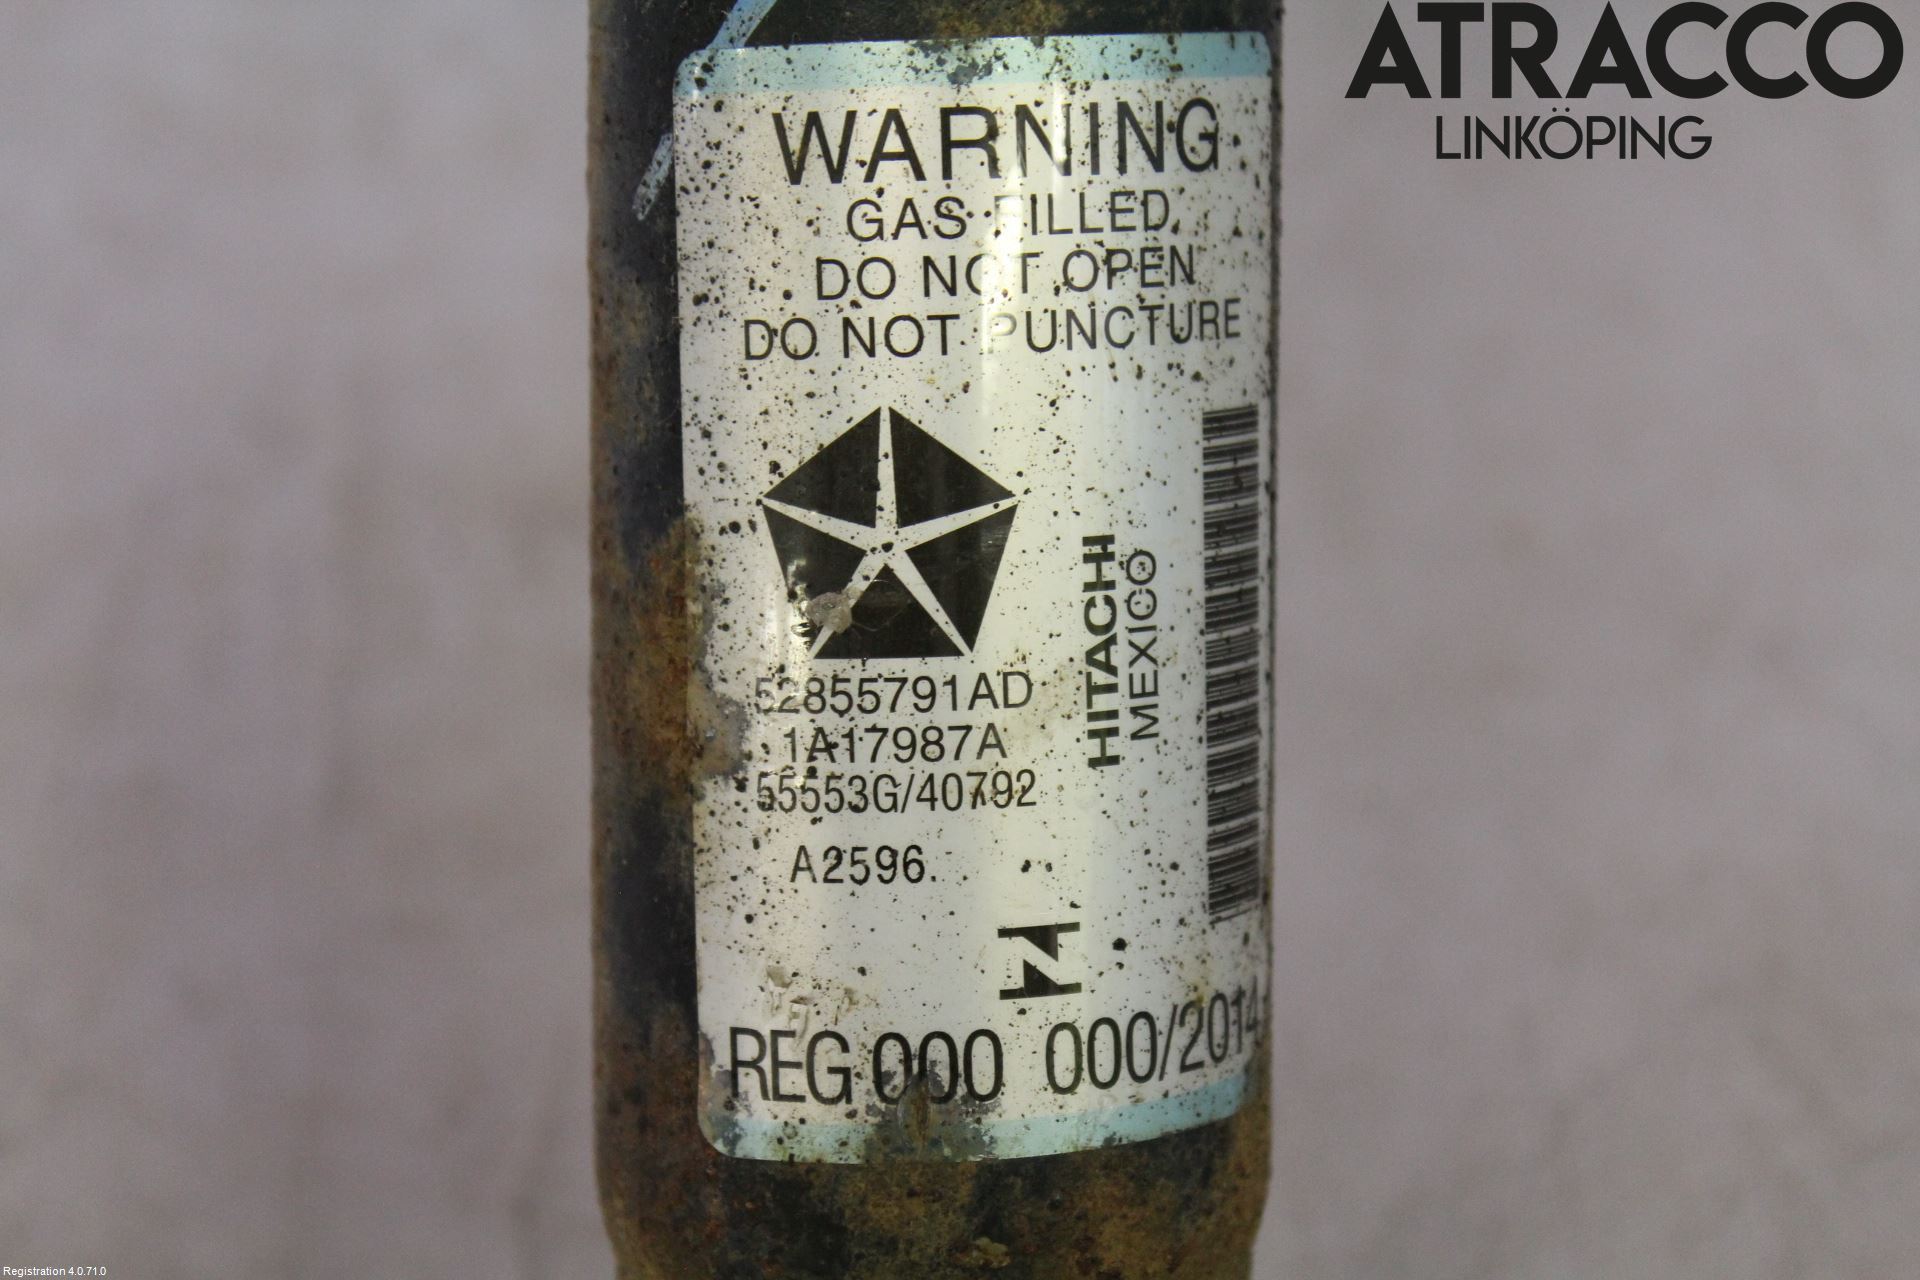 ATRACCO
LINKÖPING
WARNING
GAS FILLED
DO NOT OPEN
DO NOT PUNCTURE
HITACHI
MEXICO
52855791AD
1A17987A
55553G/40792
A2596
N
REG 000 000/2014
Registration 4.0.71.0